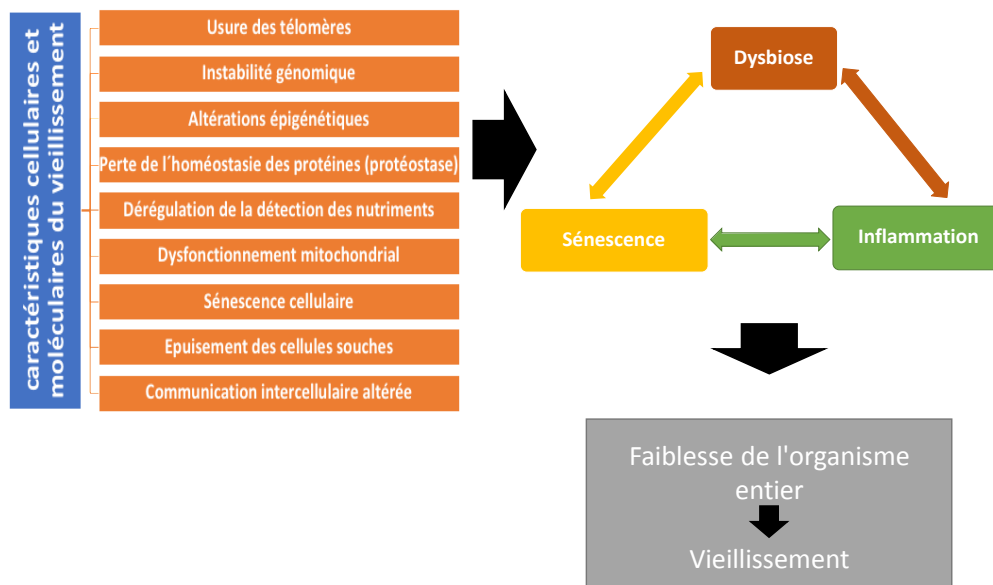 caractéristiques cellulaires et
moléculaires du vieillissement
Usure des télomères
Instabilité génomique
Altérations épigénétiques
Perte de l´homéostasie des protéines (protéostase)
Dérégulation de la détection des nutriments
Dysfonctionnement mitochondrial
Sénescence cellulaire
Epuisement des cellules souches
Communication intercellulaire altérée
Dysbiose
Sénescence
Inflammation
Faiblesse de l'organisme
entier
Vieillissement